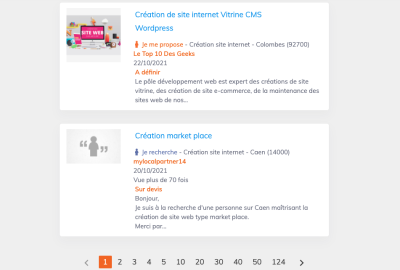 SITE WEB
Création de site internet Vitrine CMS
Wordpress
Je me propose - Création site internet - Colombes (92700)
Le Top 10 Des Geeks
22/10/2021
A définir
Le pôle développement web est expert des créations de site
vitrine, des création de site e-commerce, de la maintenance des
sites web de nos...
Création market place
Je recherche - Création site internet - Caen (14000)
mylocalpartner14
20/10/2021
Vue plus de 70 fois
Sur devis
Bonjour,
Je suis à la recherche d'une personne sur Caen maîtrisant la
création de site web type market place.
Merci par...
‹ 1 2 3 4 5 10 20 30 40 50 124 ›